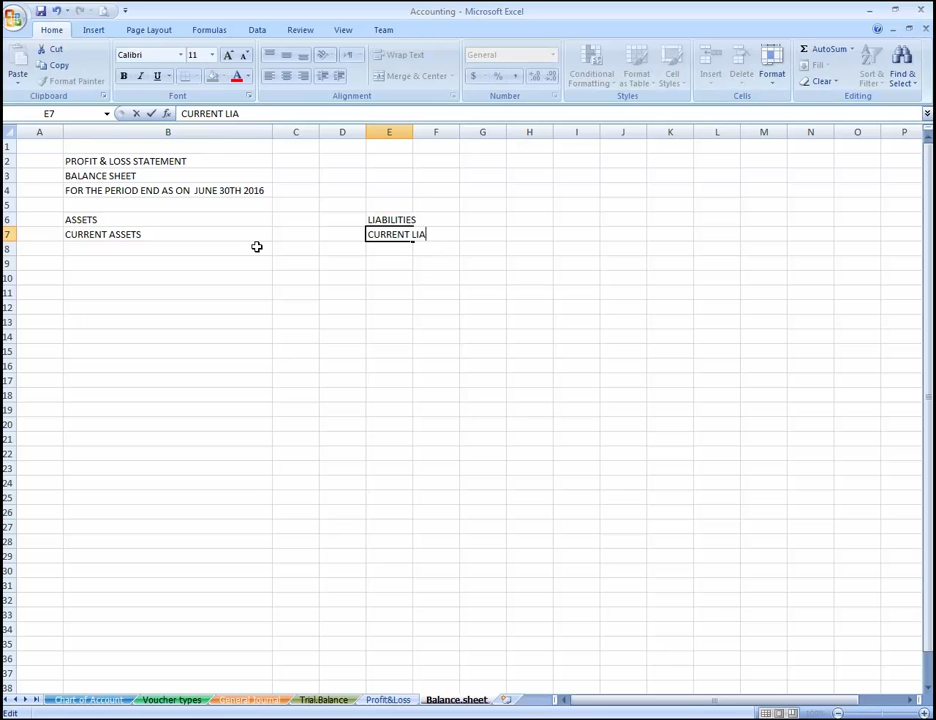 Accounting - Microsoft Excel
Home Insert Page Layout Formulas Data Review View Team
Cut
Copy
Format Painter
Paste
Clipboard
Calibri 11
B I U
Font
Wrap Text
Merge & Center
Alignment
General
$ % ,
Number
Conditional Formatting
Format as Table
Cell Styles
Styles
Insert Delete Format
Cells
AutoSum
Fill
Clear
Sort & Filter
Find & Select
Editing
E7 CURRENT LIA
A B C D E F G H I J K L M N O P
1
2 PROFIT & LOSS STATEMENT
3 BALANCE SHEET
4 FOR THE PERIOD END AS ON JUNE 30TH 2016
5
6 ASSETS LIABILITIES
7 CURRENT ASSETS CURRENT LIA
8
9
10
11
12
13
14
15
16
17
18
19
20
21
22
23
24
25
26
27
28
29
30
31
32
33
34
35
36
37
38
Chart of Account Voucher types General Journal Trial.Balance Profit&Loss Balance.sheet
Edit 100%